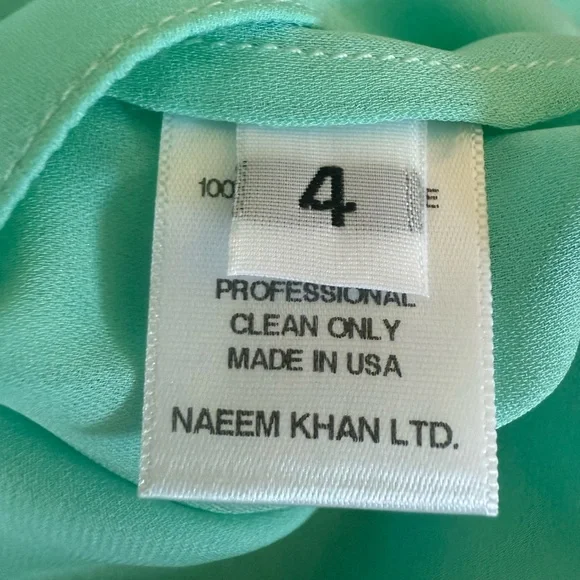 4
100
E
PROFESSIONAL
CLEAN ONLY
MADE IN USA
NAEEM KHAN LTD.